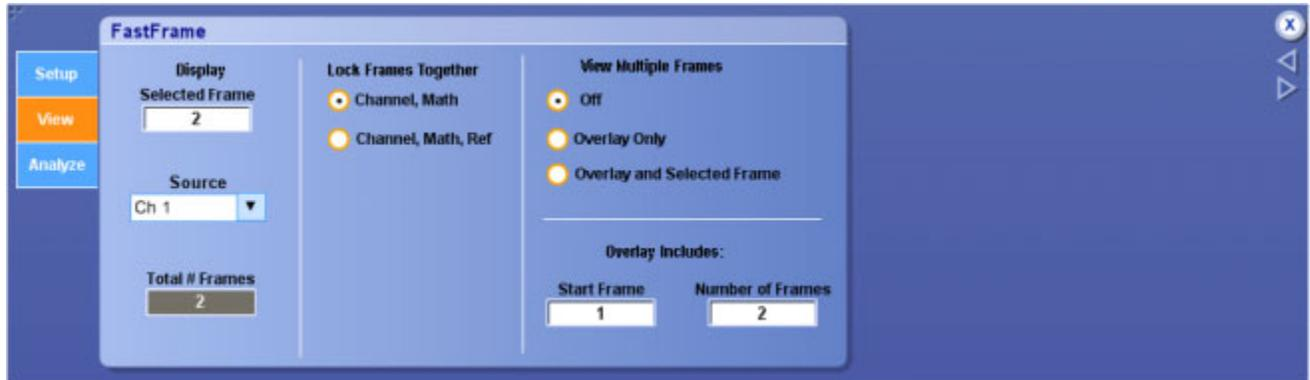 FastFrame
X
Setup
View
Analyze
Display
Selected Frame
2
Source
Ch 1
Total # Frames
2
Lock Frames Together
Channel, Math
Channel, Math, Ref
View Multiple Frames
Off
Overlay Only
Overlay and Selected Frame
Overlay Includes:
Start Frame
1
Number of Frames
2